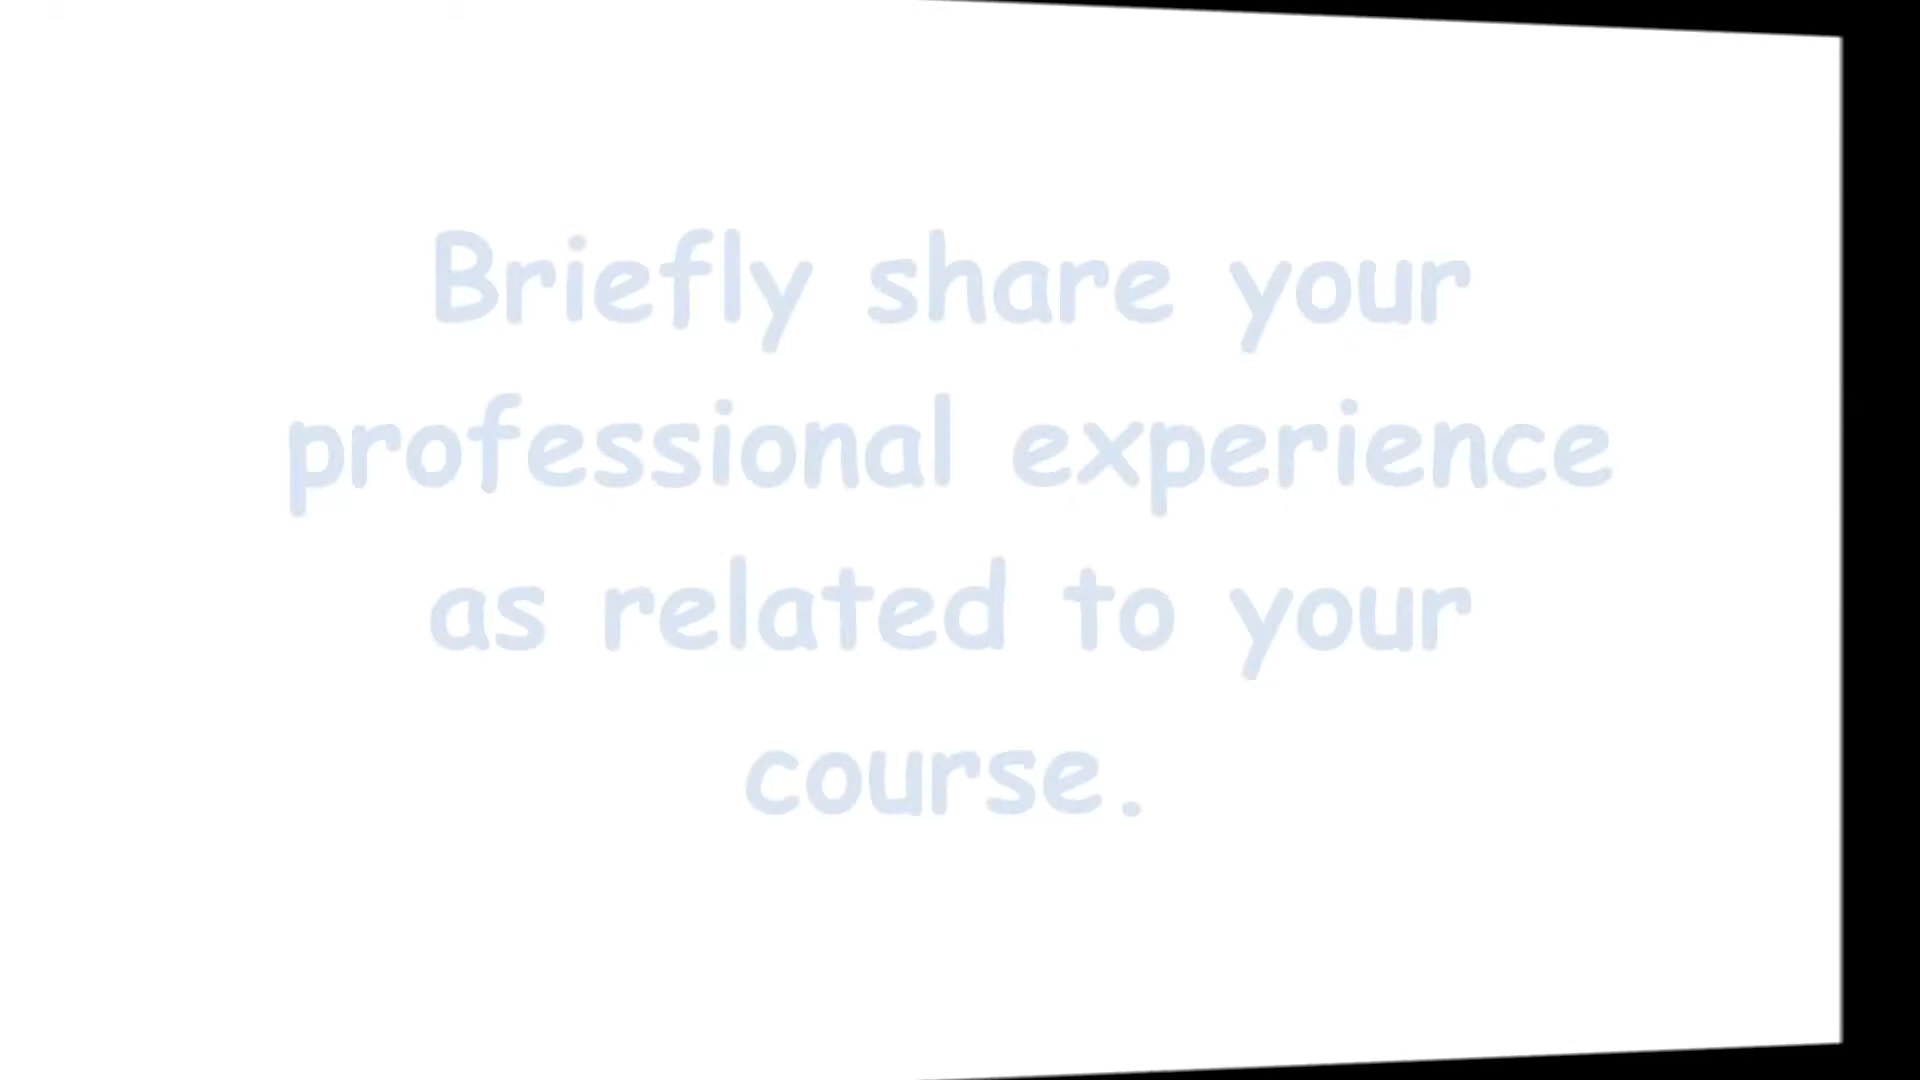 Briefly share your
professional experience
as related to your
course.